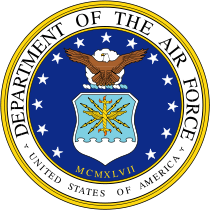 DEPARTMENT OF THE AIR FORCE
MCMXLVII
UNITED STATES OF AMERICA